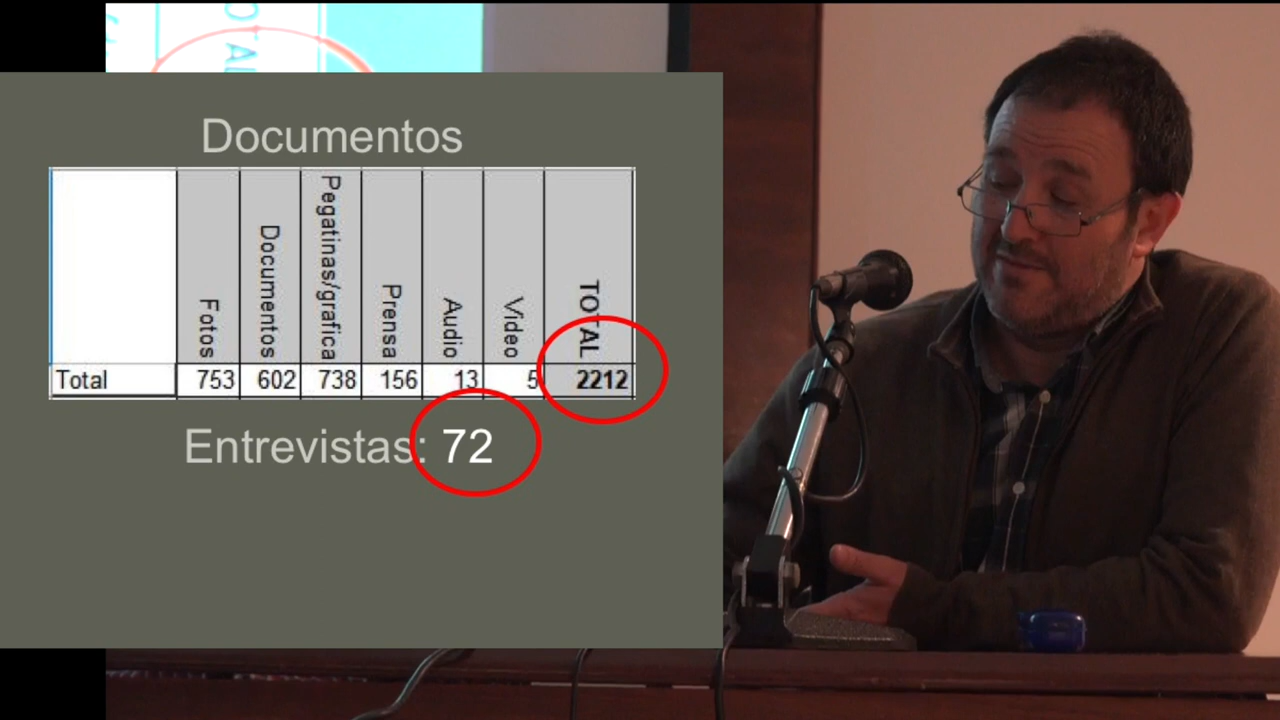 Documentos
Fotos Documentos Pegatinas/grafica Prensa Audio Video TOTAL
Total 753 602 738 156 13 5 2212
Entrevistas: 72